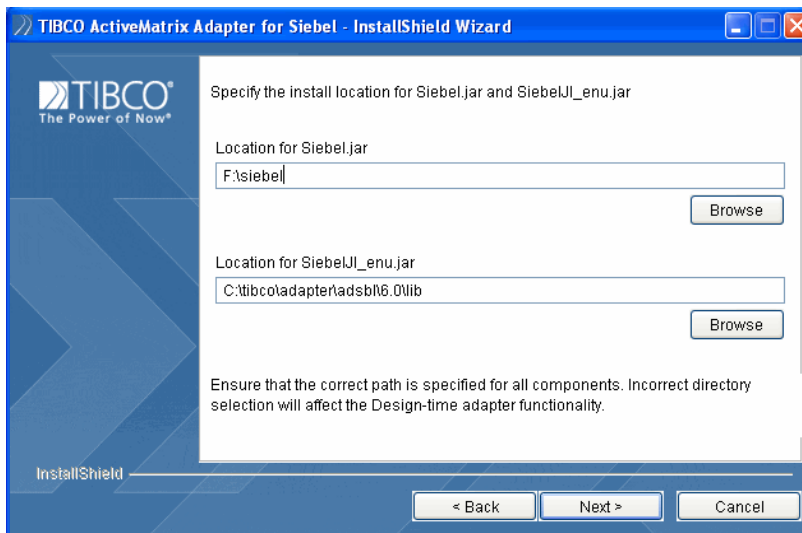 TIBCO ActiveMatrix Adapter for Siebel - InstallShield Wizard
TIBCO®
The Power of Now®
Specify the install location for Siebel.jar and SiebelJI_enu.jar
Location for Siebel.jar
F:\siebel
Browse
Location for SiebelJI_enu.jar
C:\tibco\adapter\adsbl\6.0\lib
Browse
Ensure that the correct path is specified for all components. Incorrect directory
selection will affect the Design-time adapter functionality.
InstallShield
< Back
Next >
Cancel